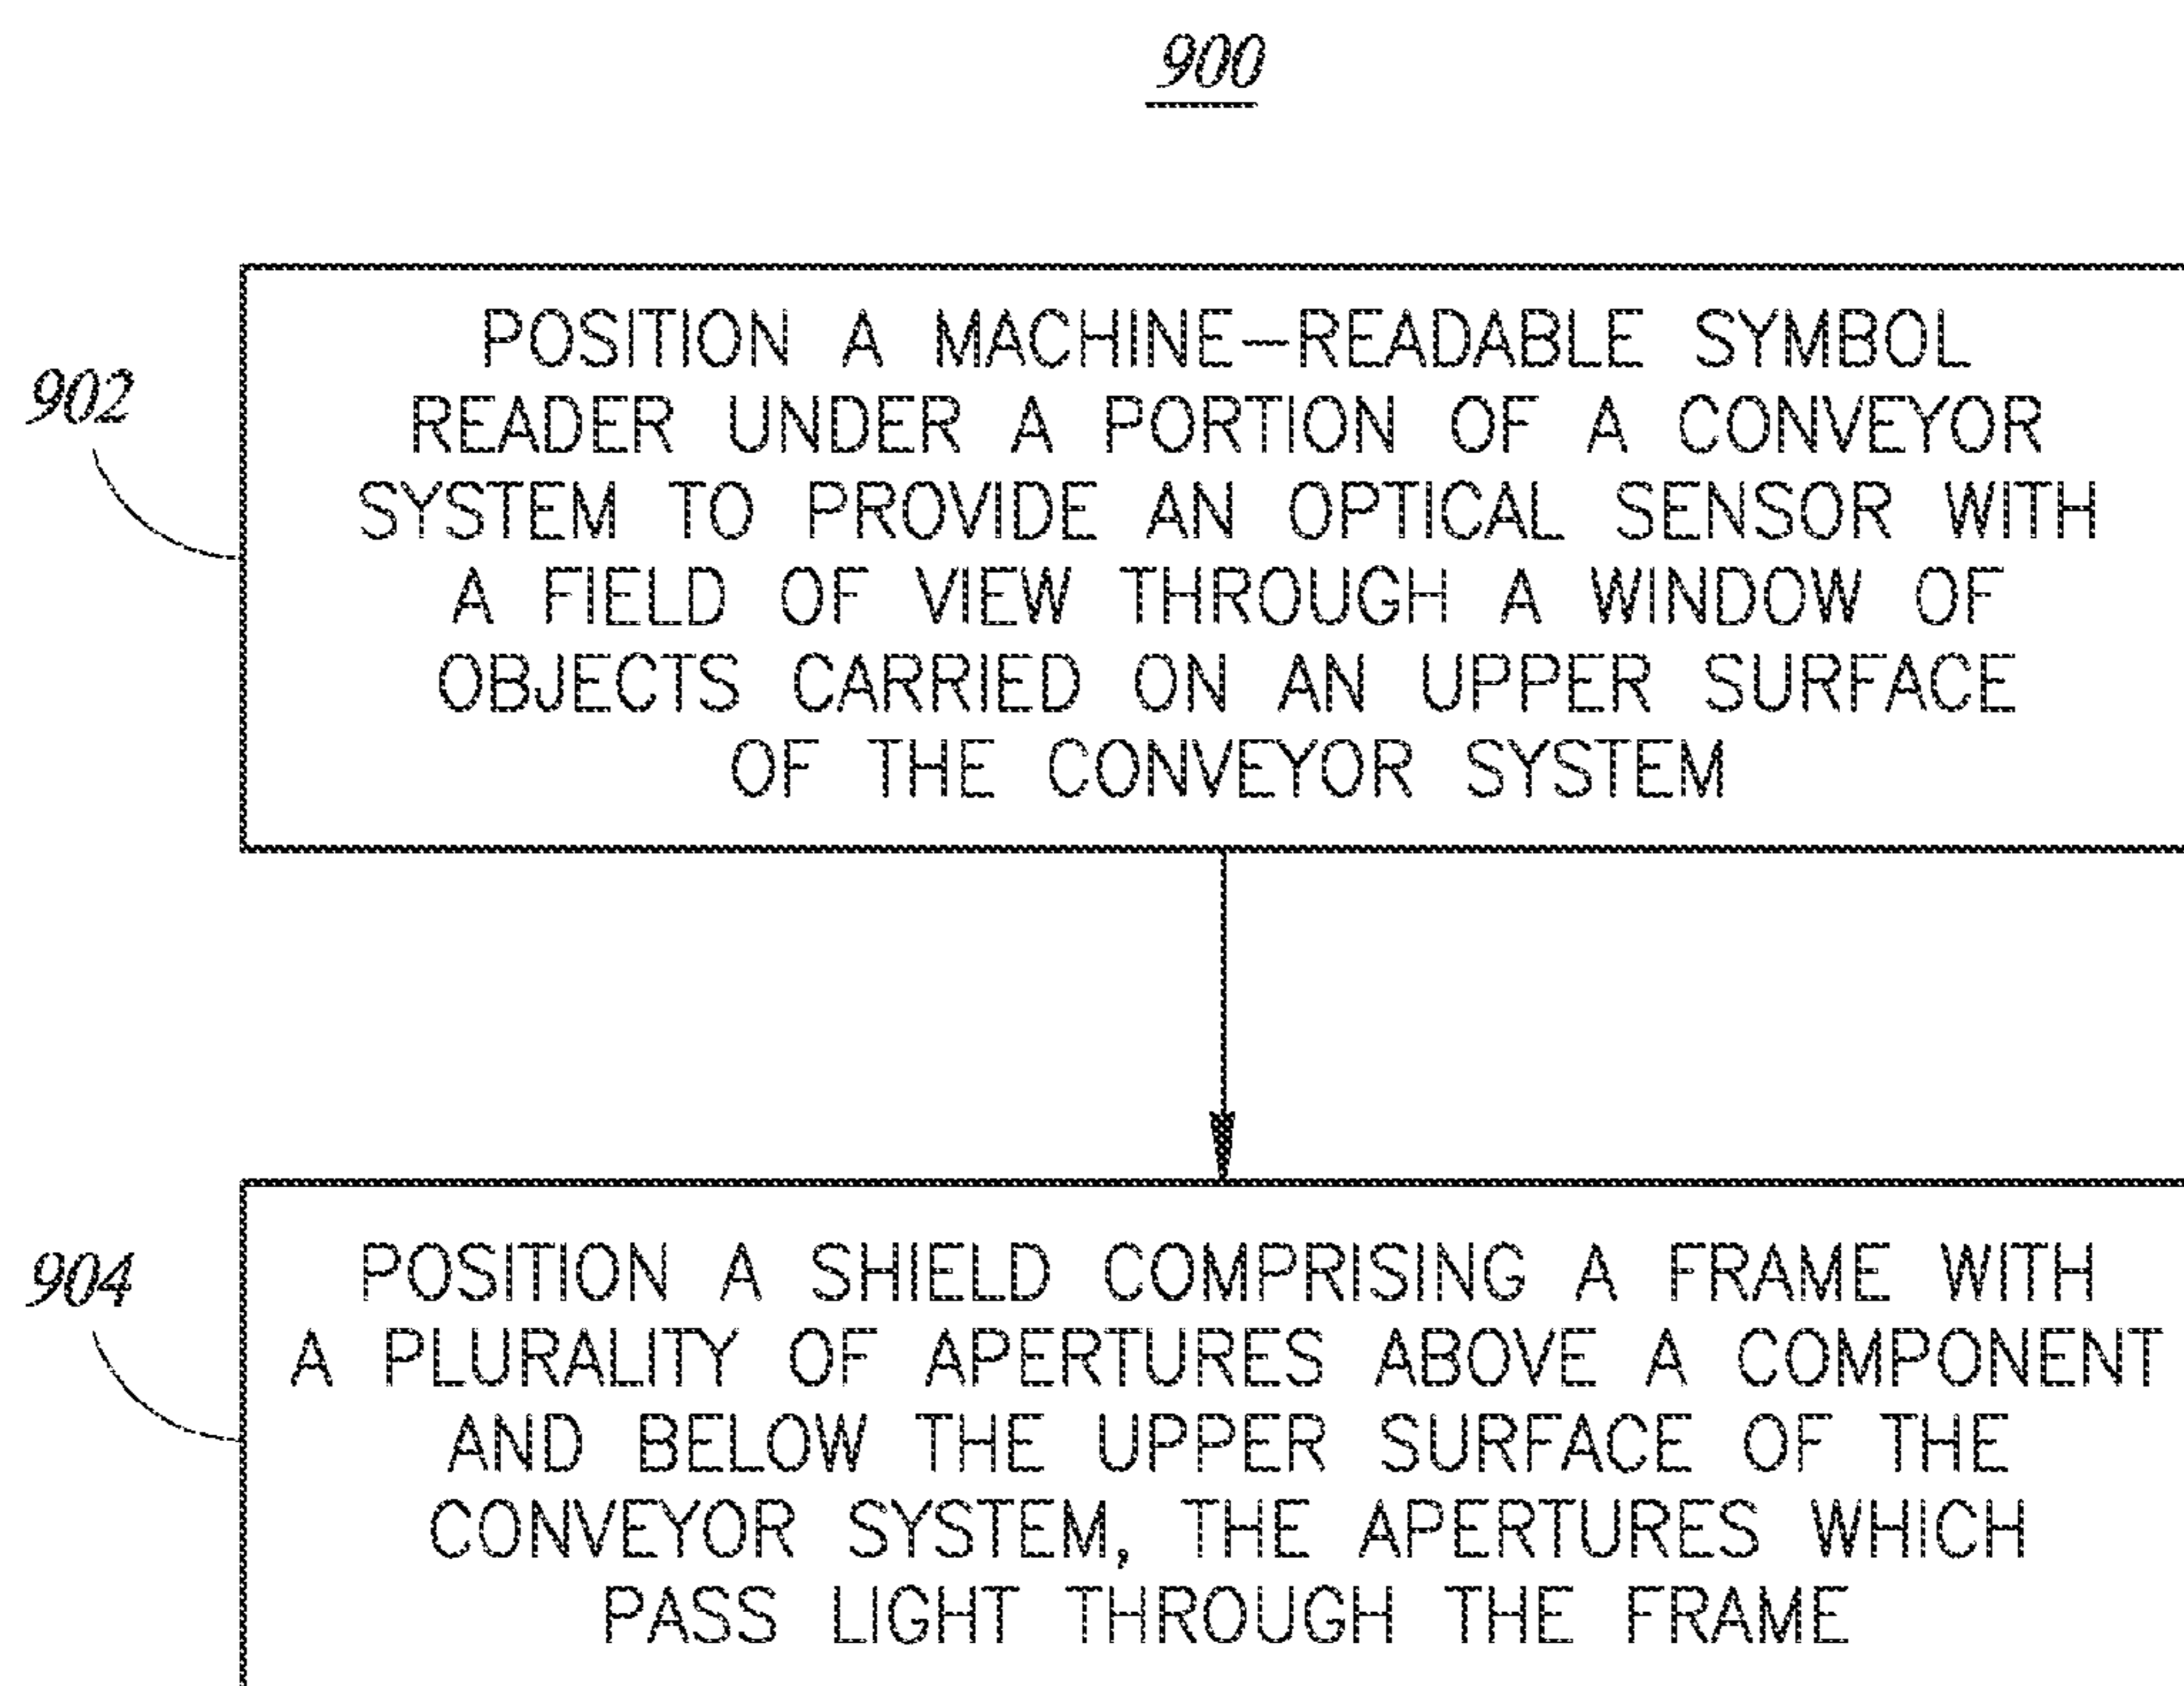 900
902
POSITION A MACHINE-READABLE SYMBOL
READER UNDER A PORTION OF A CONVEYOR
SYSTEM TO PROVIDE AN OPTICAL SENSOR WITH
A FIELD OF VIEW THROUGH A WINDOW OF
OBJECTS CARRIED ON AN UPPER SURFACE
OF THE CONVEYOR SYSTEM
904
POSITION A SHIELD COMPRISING A FRAME WITH
A PLURALITY OF APERTURES ABOVE A COMPONENT
AND BELOW THE UPPER SURFACE OF THE
CONVEYOR SYSTEM, THE APERTURES WHICH
PASS LIGHT THROUGH THE FRAME